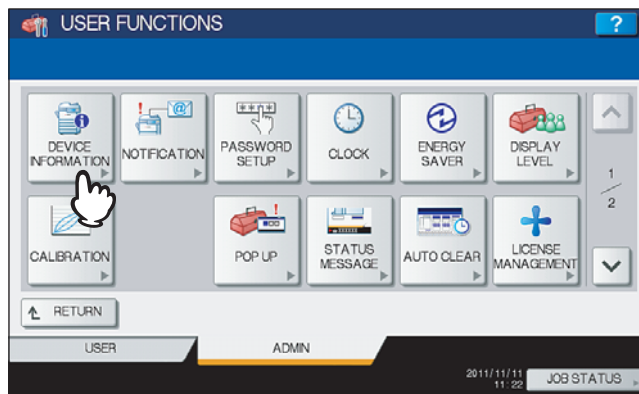 USER FUNCTIONS
?
DEVICE
INFORMATION
NOTIFICATION
PASSWORD
SETUP
CLOCK
ENERGY
SAVER
DISPLAY
LEVEL
1
2
CALIBRATION
POP UP
STATUS
MESSAGE
AUTO CLEAR
LICENSE
MANAGEMENT
RETURN
USER
ADMIN
2011/11/11
11:22
JOB STATUS